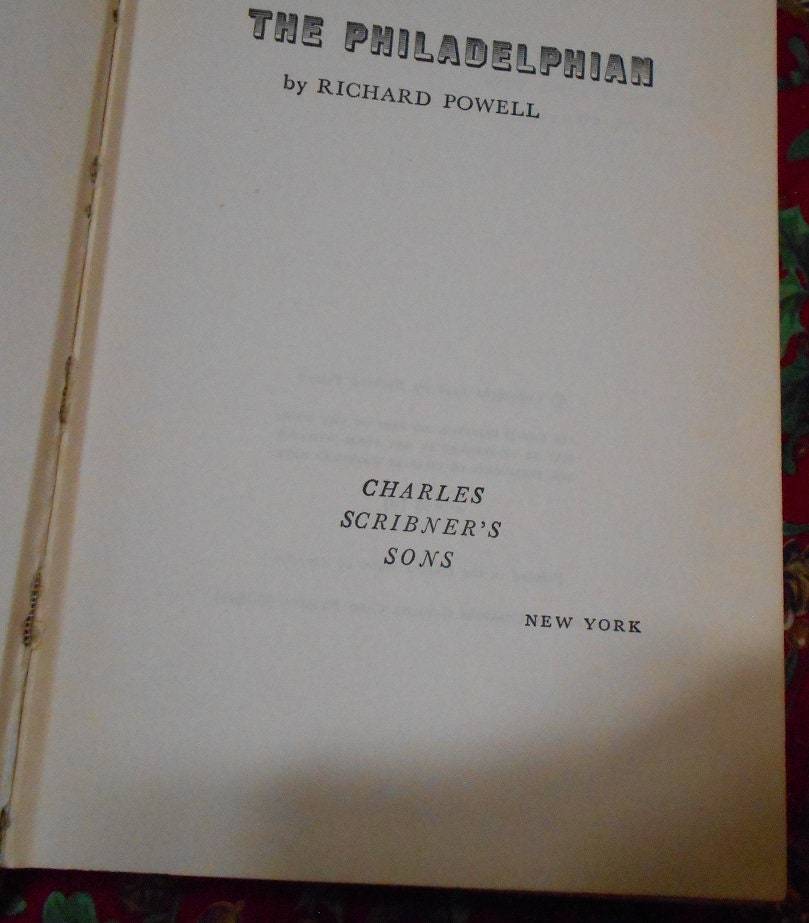 THE PHILADELPHIAN
by RICHARD POWELL
CHARLES
SCRIBNER'S
SONS
NEW YORK